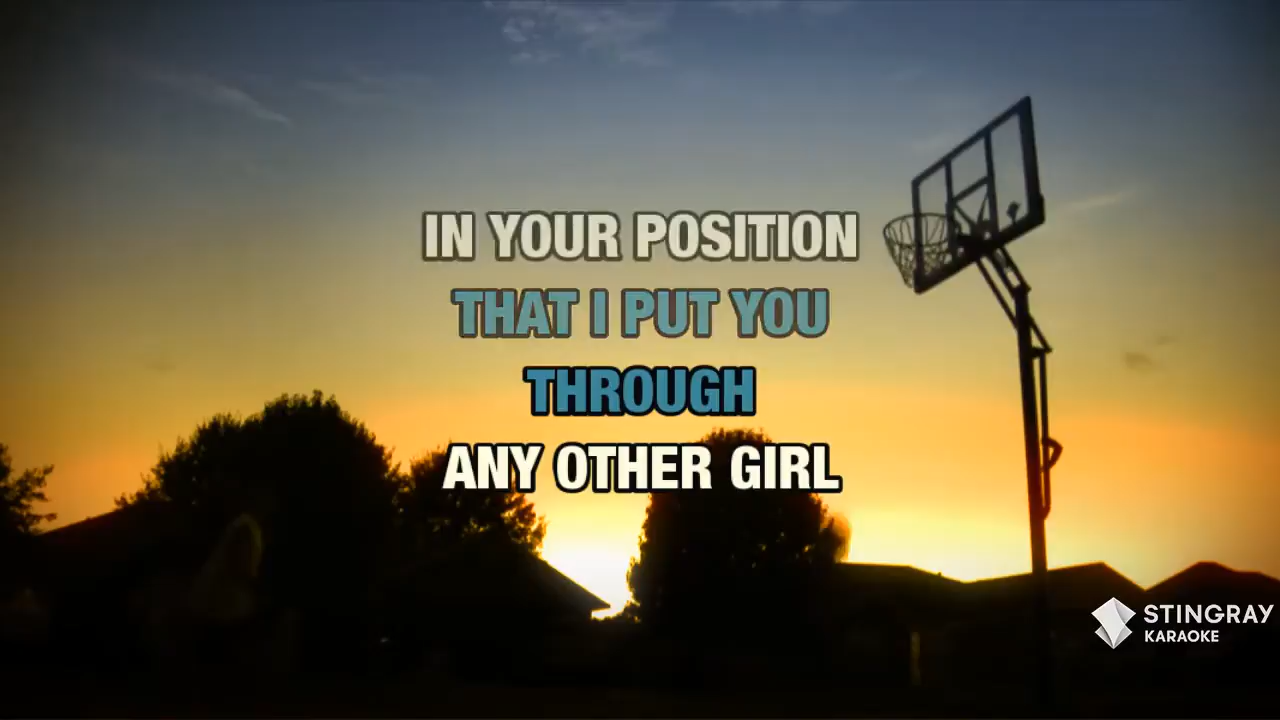 IN YOUR POSITION
THAT I PUT YOU
THROUGH
ANY OTHER GIRL
STINGRAY
KARAOKE